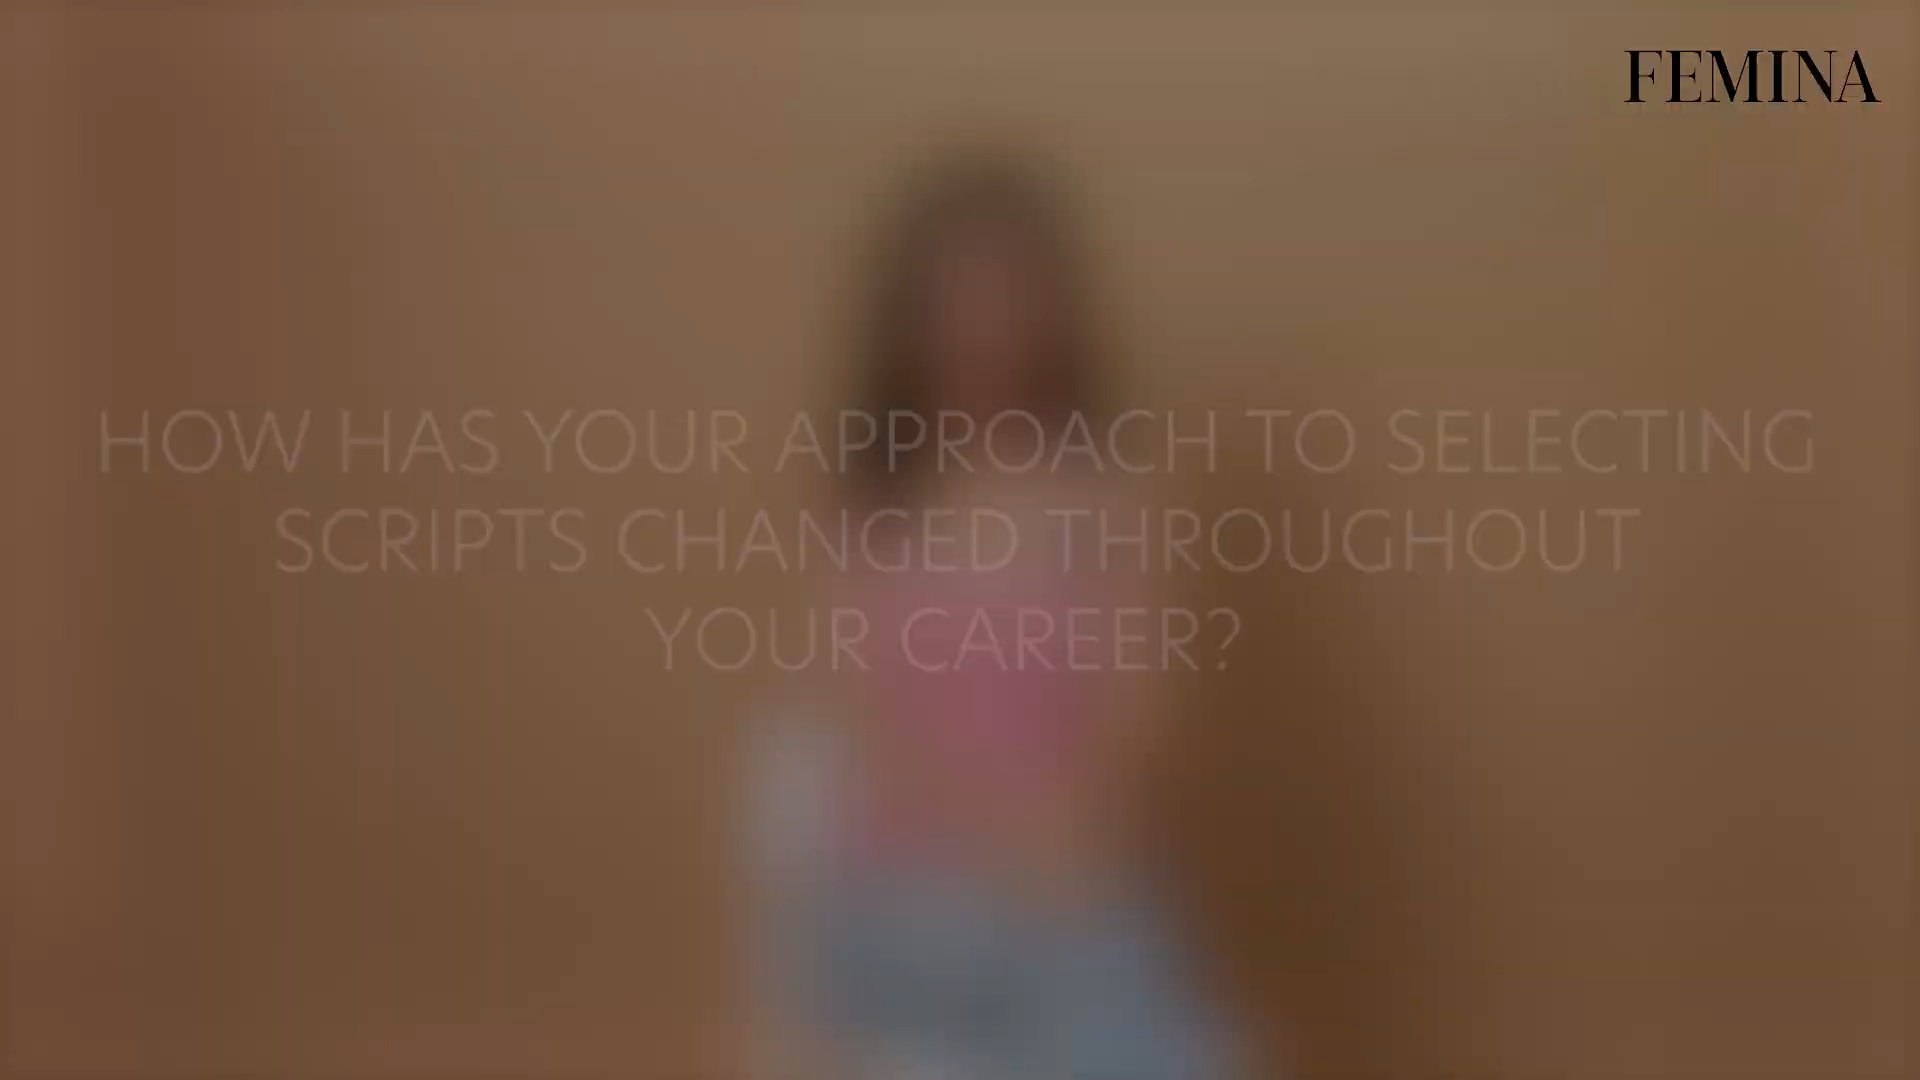 FEMINA
HOW HAS YOUR APPROACH TO SELECTING
SCRIPTS CHANGED THROUGHOUT
YOUR CAREER?